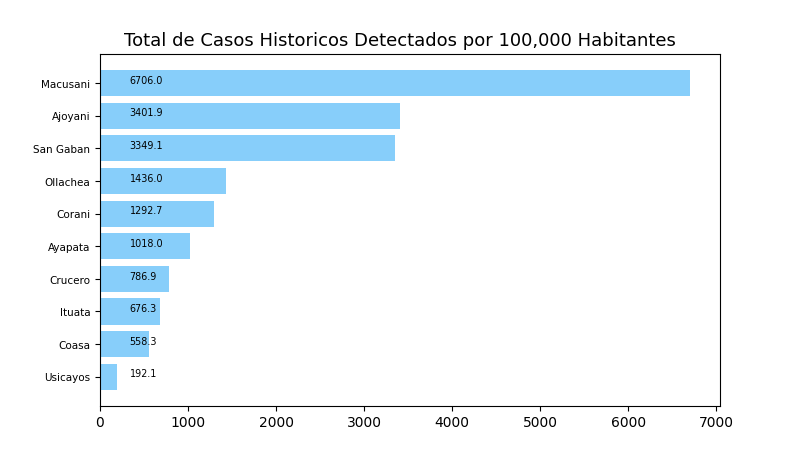 Total de Casos Historicos Detectados por 100,000 Habitantes
Macusani 6706.0
Ajoyani 3401.9
San Gaban 3349.1
Ollachea 1436.0
Corani 1292.7
Ayapata 1018.0
Crucero 786.9
Ituata 676.3
Coasa 558.3
Usicayos 192.1
0 1000 2000 3000 4000 5000 6000 7000